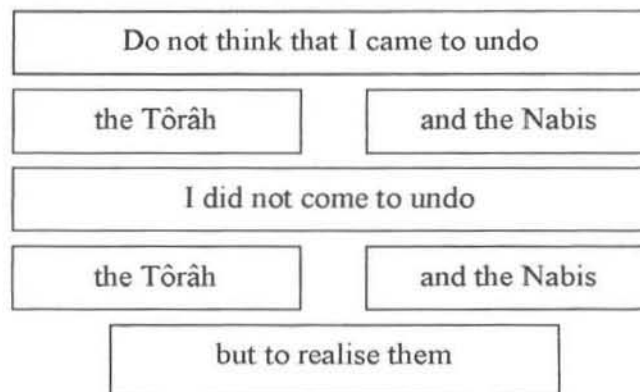 Do not think that I came to undo
the Tôrâh and the Nabis
I did not come to undo
the Tôrâh and the Nabis
but to realise them